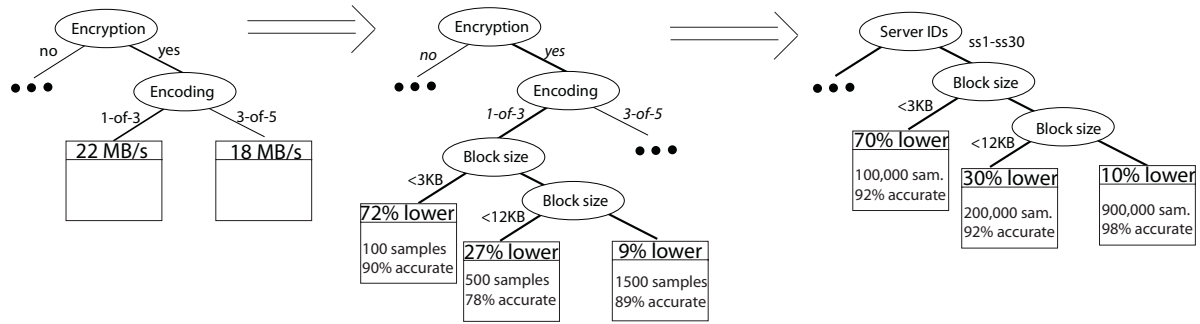 Encryption
no
yes
Encoding
1-of-3
3-of-5
22 MB/s
18 MB/s
Encryption
no
yes
Encoding
1-of-3
3-of-5
Block size
<3KB
Block size
<12KB
72% lower
100 samples
90% accurate
27% lower
500 samples
78% accurate
9% lower
1500 samples
89% accurate
Server IDs
ss1-ss30
Block size
<3KB
Block size
<12KB
70% lower
100,000 sam.
92% accurate
30% lower
200,000 sam.
92% accurate
10% lower
900,000 sam.
98% accurate